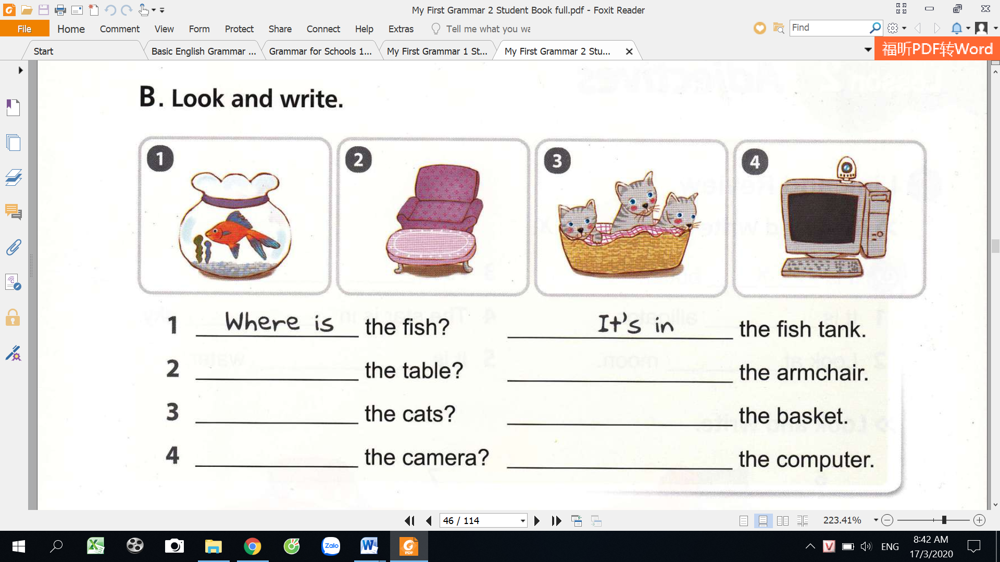 My First Grammar 2 Student Book full.pdf - Foxit Reader
File Home Comment View Form Protect Share Connect Help Extras Tell me what you wa Find
Start Basic English Grammar ... Grammar for Schools 1... My First Grammar 1 St... My First Grammar 2 Stu... 福昕PDF转Word
B. Look and write.
1 2 3 4
1 Where is the fish? It's in the fish tank.
2 the table? the armchair.
3 the cats? the basket.
4 the camera? the computer.
46 / 114 223.41%
Zalo PDF V ENG 8:42 AM
17/3/2020